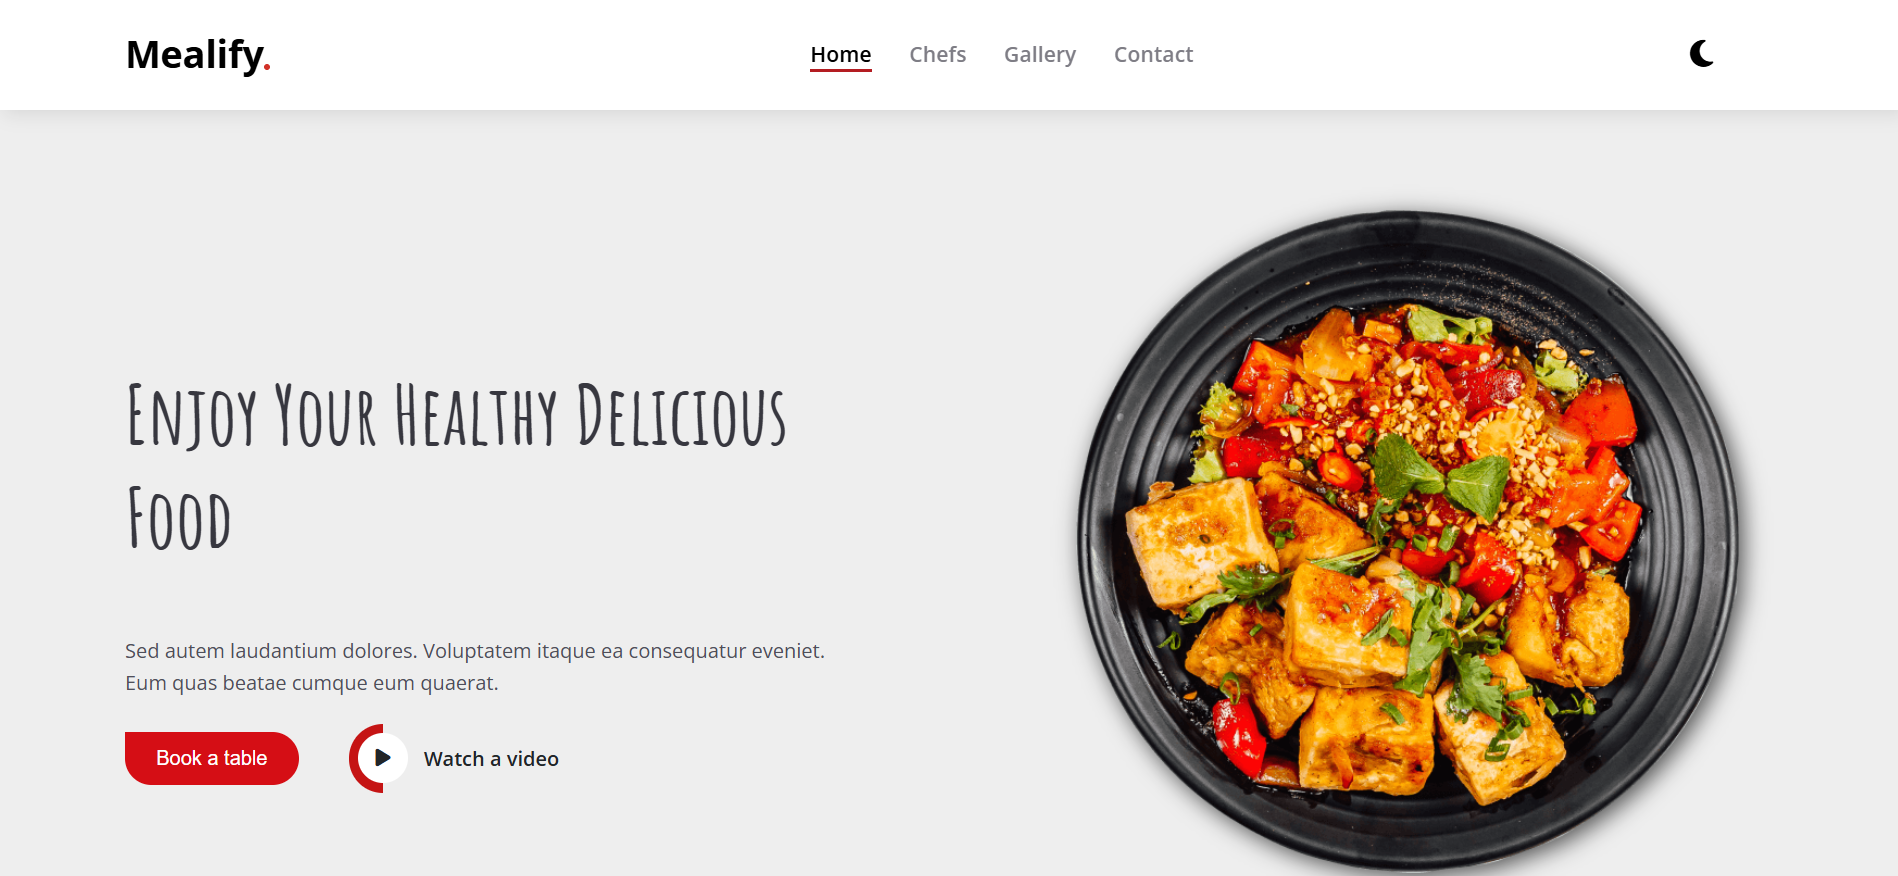 Mealify.
Home Chefs Gallery Contact
Enjoy Your Healthy Delicious
Food
Sed autem laudantium dolores. Voluptatem itaque ea consequatur eveniet.
Eum quas beatae cumque eum quaerat.
Book a table
Watch a video